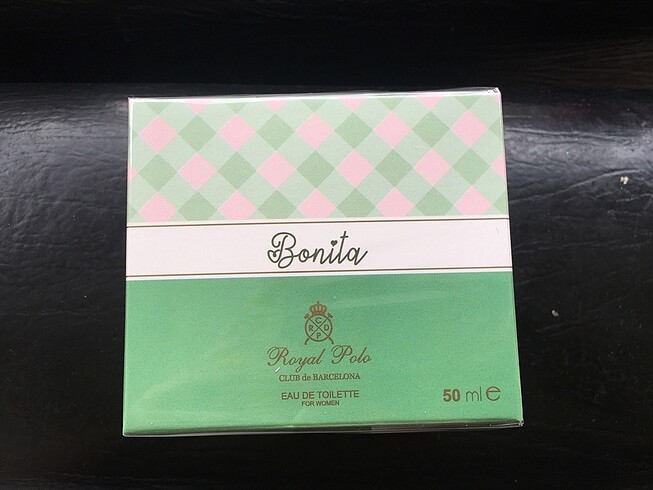 Bonita
C
R D
P
Royal Polo
CLUB de BARCELONA
EAU DE TOILETTE
FOR WOMEN
50 ml e